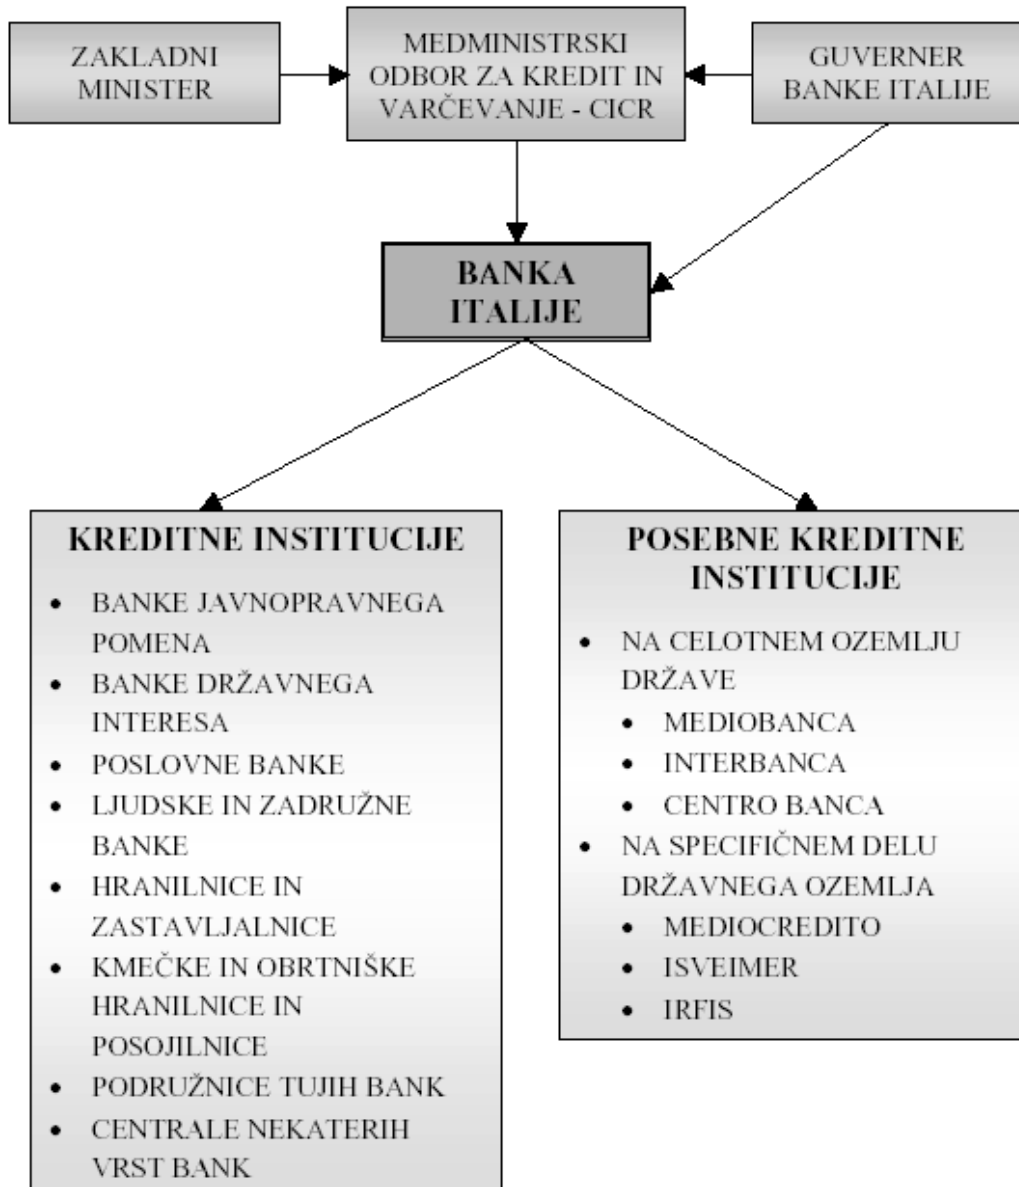 ZAKLADNI
MINISTER
MEDMINISTRSKI
ODBOR ZA KREDIT IN
VARČEVANJE - CICR
GUVERNER
BANKE ITALIJE
BANKA
ITALIJE
KREDITNE INSTITUCIJE
• BANKE JAVNOPRAVNEGA
POMENA
• BANKE DRŽAVNEGA
INTERESA
• POSLOVNE BANKE
• LJUDSKE IN ZADRUŽNE
BANKE
• HRANILNICE IN
ZASTAVLJALNICE
• KMEČKE IN OBRTNIŠKE
HRANILNICE IN
POSOJILNICE
• PODRUŽNICE TUJIH BANK
• CENTRALE NEKATERIH
VRST BANK
POSEBNE KREDITNE
INSTITUCIJE
• NA CELOTNEM OZEMLJU
DRŽAVE
• MEDIOBANCA
• INTERBANCA
• CENTRO BANCA
• NA SPECIFIČNEM DELU
DRŽAVNEGA OZEMLJA
• MEDIOCREDITO
• ISVEIMER
• IRFIS